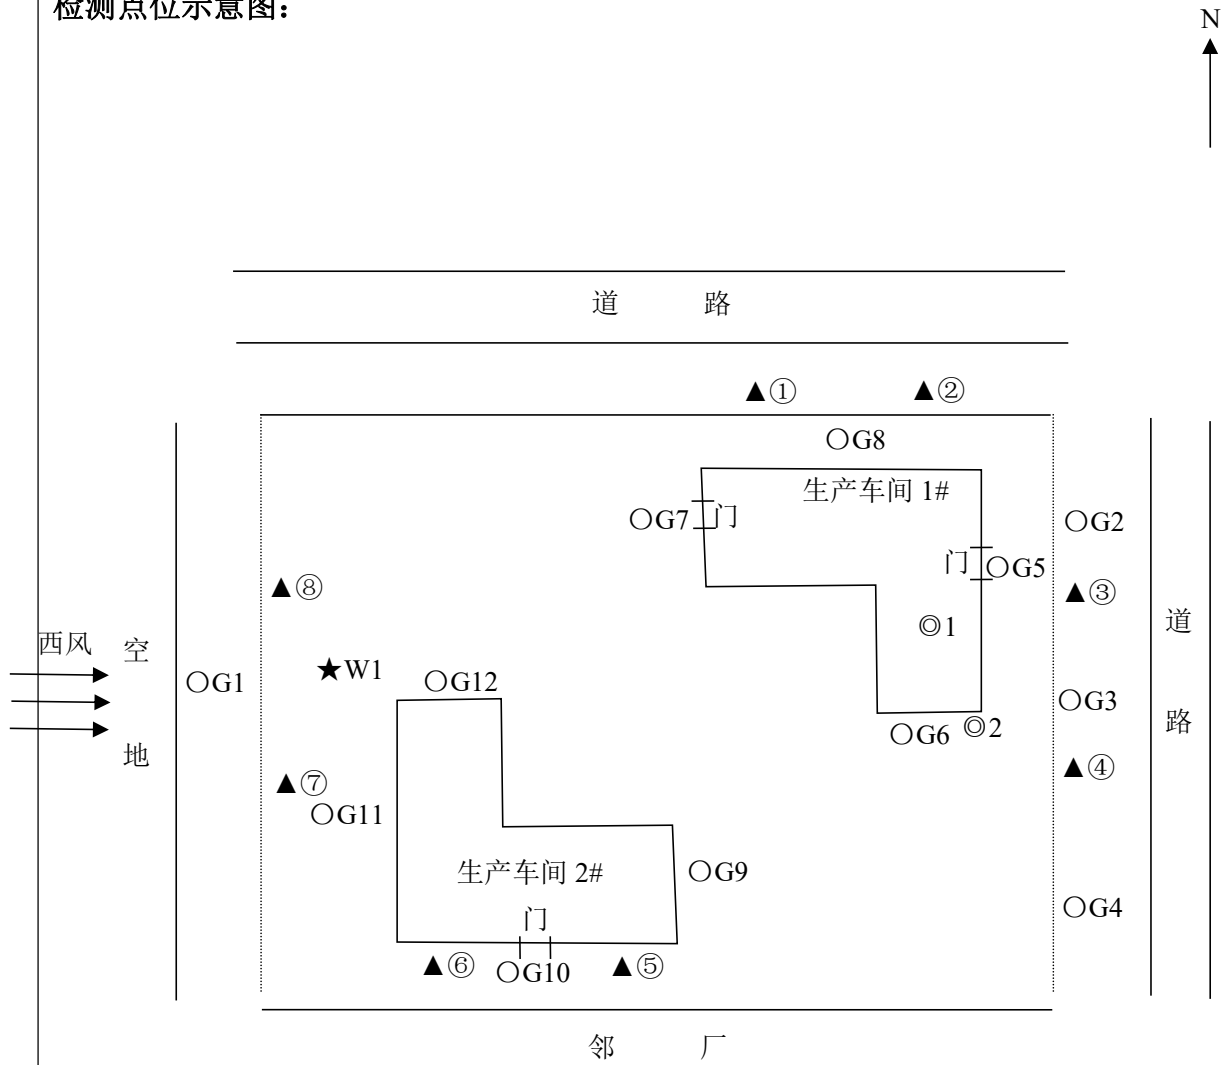 检测点位示意图：
N
道 路
▲① ▲②
○G8
生产车间 1#
○G7 门
○G2
门 ○G5
▲⑧
▲③
◎1
道
路
西风
空
地
★W1
○G1
○G12
○G3
○G6 ◎2
▲④
▲⑦
○G11
生产车间 2#
○G9
门
○G4
▲⑥ ○G10 ▲⑤
邻 厂